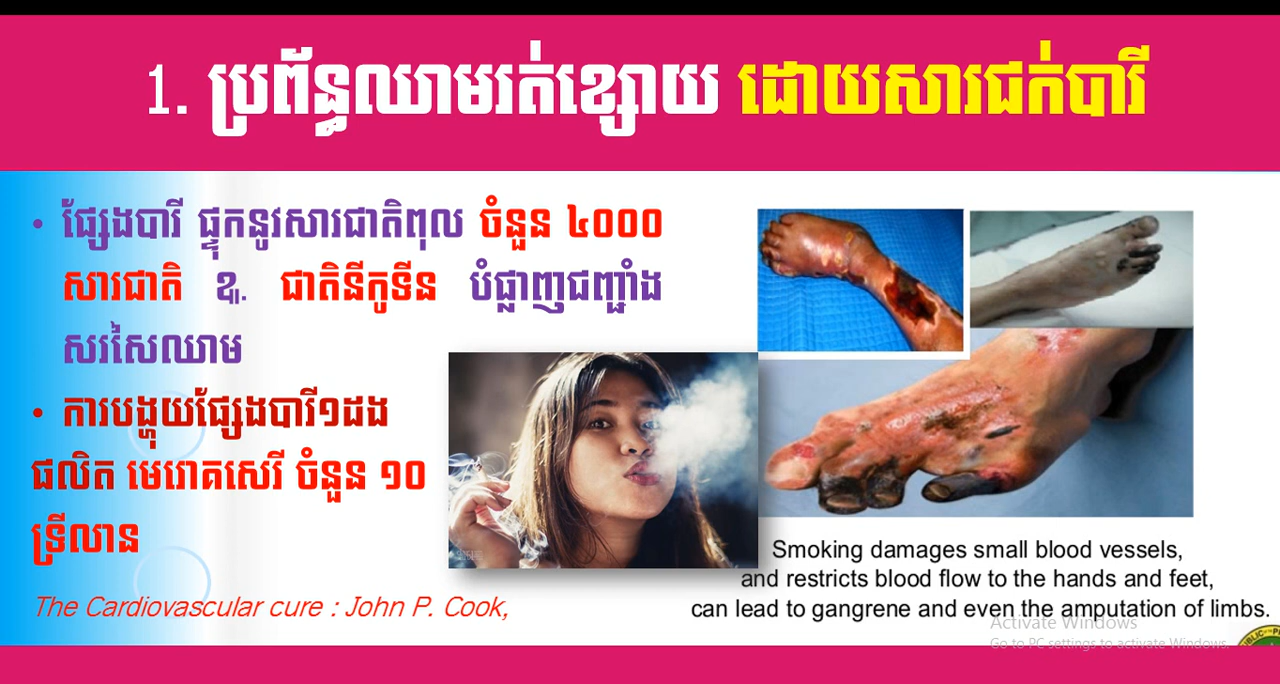 1. ប្រព័ន្ធឈាមរត់ខ្សោយ ដោយសារជក់បារី
• ផ្សែងបារី ផ្ទុកនូវសារជាតិពុល ចំនួន ៤០០០
សារជាតិ ឧ. ជាតិនីកូទីន បំផ្លាញជញ្ជាំង
សរសៃឈាម
• ការបង្ហុយផ្សែងបារី១ដង
ផលិត មេរោគសេរី ចំនួន ១០
ទ្រីលាន
The Cardiovascular cure : John P. Cook,
Smoking damages small blood vessels,
and restricts blood flow to the hands and feet,
can lead to gangrene and even the amputation of limbs.
Activate Windows
Go to PC settings to activate Windows.